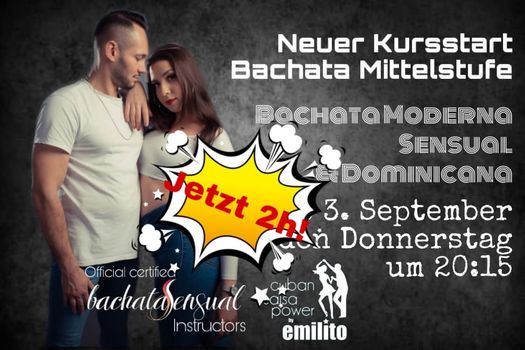 Neuer Kursstart
Bachata Mittelstufe
Bachata Moderna
Sensual
& Dominicana
Jetzt 2h!
3. September
den Donnerstag
um 20:15
Official certified
bachata Sensual
Instructors
cuban
salsa
power
by
emilito